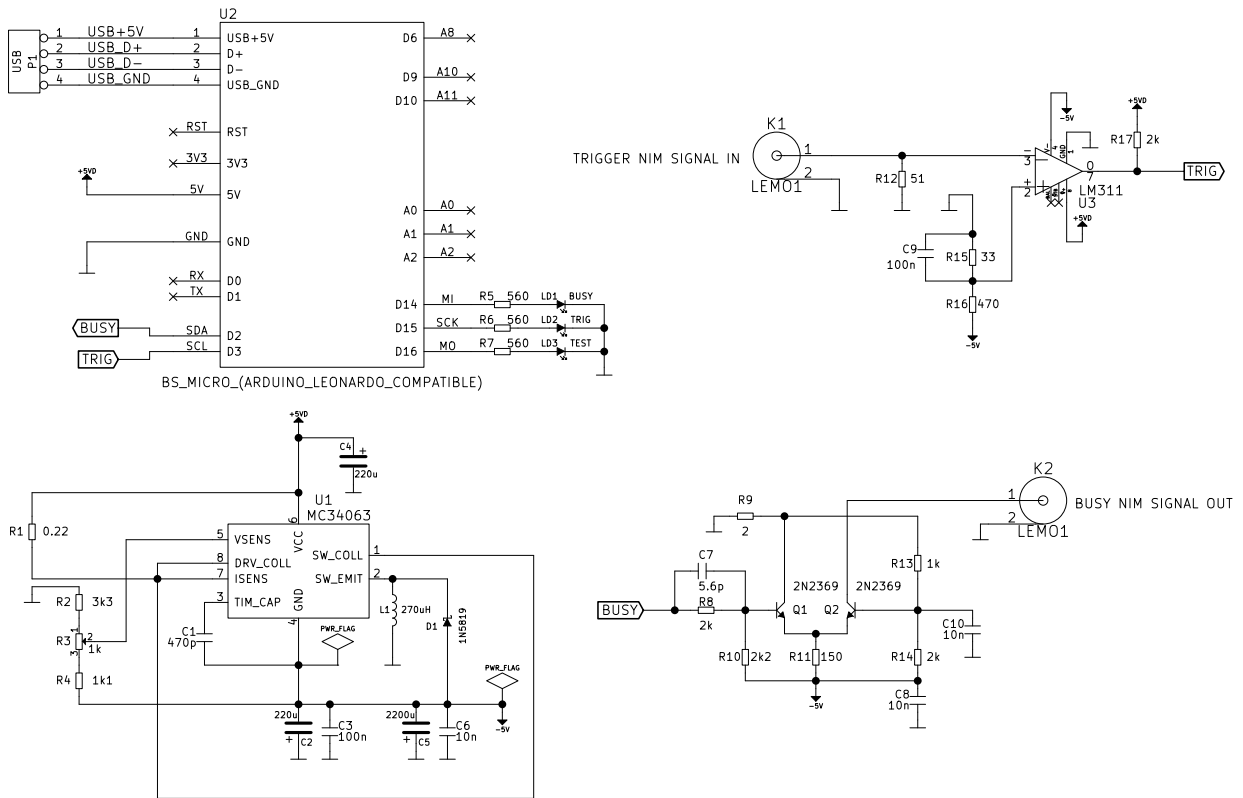 U2
USB
P1
1 USB+5V 1 USB+5V
2 USB_D+ 2 D+
3 USB_D- 3 D-
4 USB_GND 4 USB_GND
RST RST
3V3 3V3
+5VD
5V 5V
GND GND
RX D0
TX D1
BUSY SDA D2
TRIG SCL D3
D6 A8
D9 A10
D10 A11
A0 A0
A1 A1
A2 A2
D14 MI R5 560 LD1 BUSY
D15 SCK R6 560 LD2 TRIG
D16 MO R7 560 LD3 TEST
BS_MICRO_(ARDUINO_LEONARDO_COMPATIBLE)
TRIGGER NIM SIGNAL IN
K1
1
2
LEMO1
R12 51
C9
100n
R15 33
R16 470
-5V
-5V
3
2
V-
4
GND
1
O
7
LM311
U3
+5VD
+5VD
R17 2k
TRIG
+5VD
C4
220u
U1
MC34063
R1 0.22
5 VSENS
8 DRV_COLL
7 ISENS
3 TIM_CAP
6
VCC
SW_COLL 1
SW_EMIT 2
GND
4
R2 3k3
R3
1
2
3
1k
R4 1k1
C1
470p
L1 270uH
D1
1N5819
PWR_FLAG
PWR_FLAG
-5V
220u
C2
C3
100n
2200u
C5
C6
10n
K2
1
2
LEMO1
BUSY NIM SIGNAL OUT
R9
2
C7
5.6p
BUSY
R8
2k
2N2369 2N2369
Q1 Q2
R13 1k
C10
10n
R10 2k2
R11 150
R14 2k
-5V
C8
10n